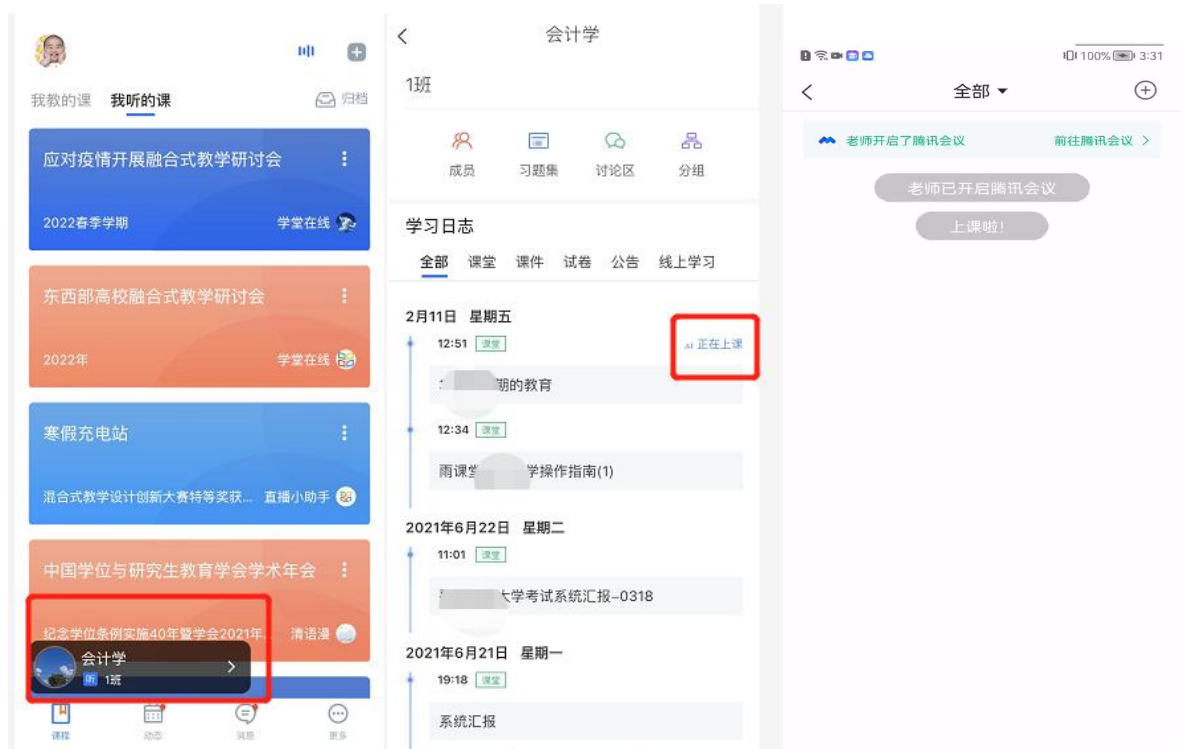 我教的课 我听的课 归档
应对疫情开展融合式教学研讨会
2022春季学期 学堂在线
东西部高校融合式教学研讨会
2022年 学堂在线
寒假充电站
混合式教学设计创新大赛特等奖获... 直播小助手
中国学位与研究生教育学会学术年会
纪念学位条例实施40年暨学会2021年... 清语漫
会计学
听 1班
课程 动态 消息 更多
会计学
1班
成员 习题集 讨论区 分组
学习日志
全部 课堂 课件 试卷 公告 线上学习
2月11日 星期五
12:51 课堂 正在上课
期的教育
12:34 课堂
雨课堂 学操作指南(1)
2021年6月22日 星期二
11:01 课堂
大学考试系统汇报-0318
2021年6月21日 星期一
19:18 课堂
系统汇报
100% 3:31
全部
老师开启了腾讯会议 前往腾讯会议 >
老师已开启腾讯会议
上课啦!